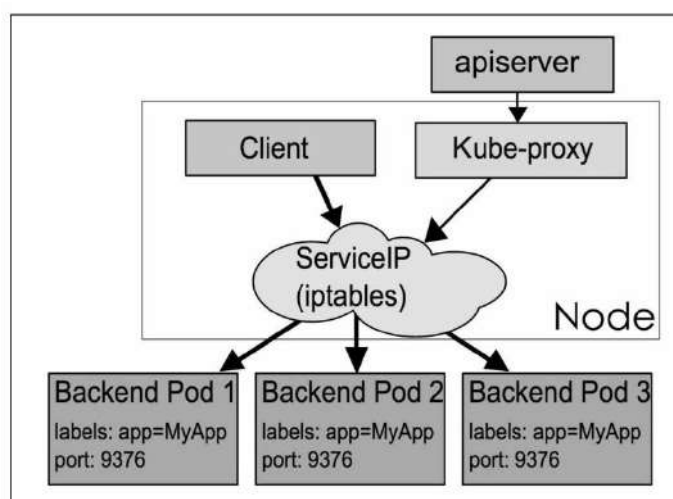 apiserver
Client
Kube-proxy
ServiceIP
(iptables)
Node
Backend Pod 1
labels: app=MyApp
port: 9376
Backend Pod 2
labels: app=MyApp
port: 9376
Backend Pod 3
labels: app=MyApp
port: 9376